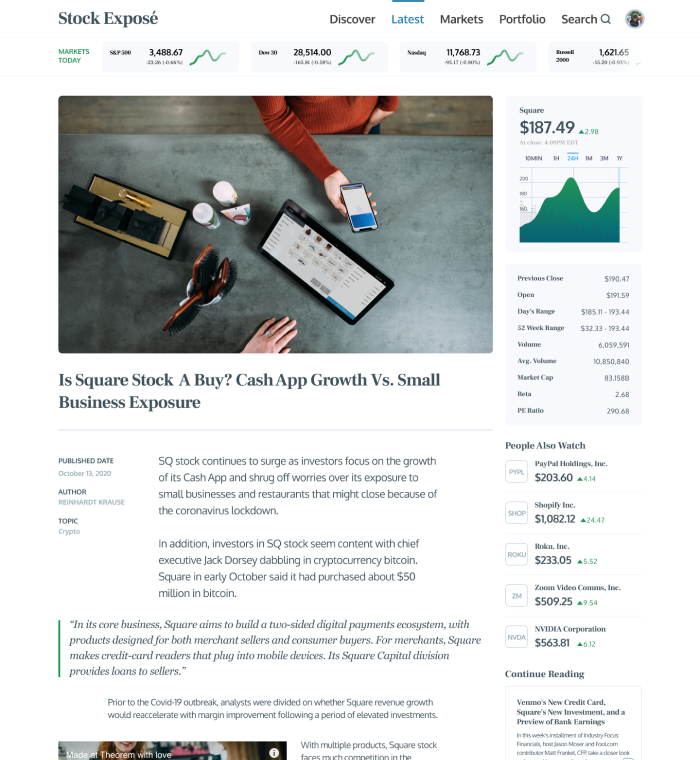 Stock Exposé
Discover Latest Markets Portfolio Search
MARKETS TODAY
S&P 500 3,488.67
-23.26 (-0.66%)
Dow 30 28,514.00
-165.81 (-0.58%)
Nasdaq 11,768.73
-95.17 (-0.80%)
Russell 2000 1,621.65
-15.20 (-0.93%)
Is Square Stock A Buy? Cash App Growth Vs. Small
Business Exposure
PUBLISHED DATE
October 13, 2020
AUTHOR
REINHARDT KRAUSE
TOPIC
Crypto
SQ stock continues to surge as investors focus on the growth
of its Cash App and shrug off worries over its exposure to
small businesses and restaurants that might close because of
the coronavirus lockdown.
In addition, investors in SQ stock seem content with chief
executive Jack Dorsey dabbling in cryptocurrency bitcoin.
Square in early October said it had purchased about $50
million in bitcoin.
“In its core business, Square aims to build a two-sided digital payments ecosystem, with
products designed for both merchant sellers and consumer buyers. For merchants, Square
makes credit-card readers that plug into mobile devices. Its Square Capital division
provides loans to sellers.”
Prior to the Covid-19 outbreak, analysts were divided on whether Square revenue growth
would reaccelerate with margin improvement following a period of elevated investments.
Made at Theorem with love
With multiple products, Square stock
faces much competition in the
Square
$187.49 2.98
At close: 4:00PM EDT
10MIN 1H 24H 1M 3M 1Y
200
180
160
Previous Close $190.47
Open $191.59
Day's Range $185.11 - 193.44
52 Week Range $32.33 - 193.44
Volume 6,059,591
Avg. Volume 10,850,840
Market Cap 83.158B
Beta 2.68
PE Ratio 290.68
People Also Watch
PYPL PayPal Holdings, Inc.
$203.60 4.14
SHOP Shopify Inc.
$1,082.12 24.47
ROKU Roku, Inc.
$233.05 5.52
ZM Zoom Video Comms, Inc.
$509.25 9.54
NVDA NVIDIA Corporation
$563.81 6.12
Continue Reading
Venmo's New Credit Card,
Square's New Investment, and a
Preview of Bank Earnings
In this week's installment of Industry Focus
Financials, host Jason Moser and Fool.com
contributor Matt Frankel, CFP, take a closer look